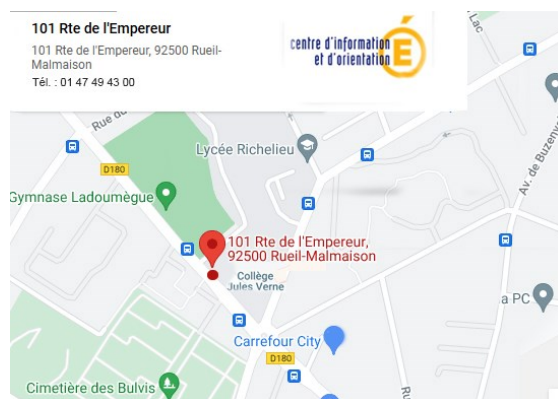 101 Rte de l'Empereur
101 Rte de l'Empereur, 92500 Rueil-
Malmaison
Tél. : 01 47 49 43 00
centre d'information
et d'orientation
É
Lac
Rue du
Lycée Richelieu
D180
Av. de Buzenval
Gymnase Ladoumègue
101 Rte de l'Empereur,
92500 Rueil-Malmaison
Collège
Jules Verne
a PC
Carrefour City
D180
Cimetière des Bulvis